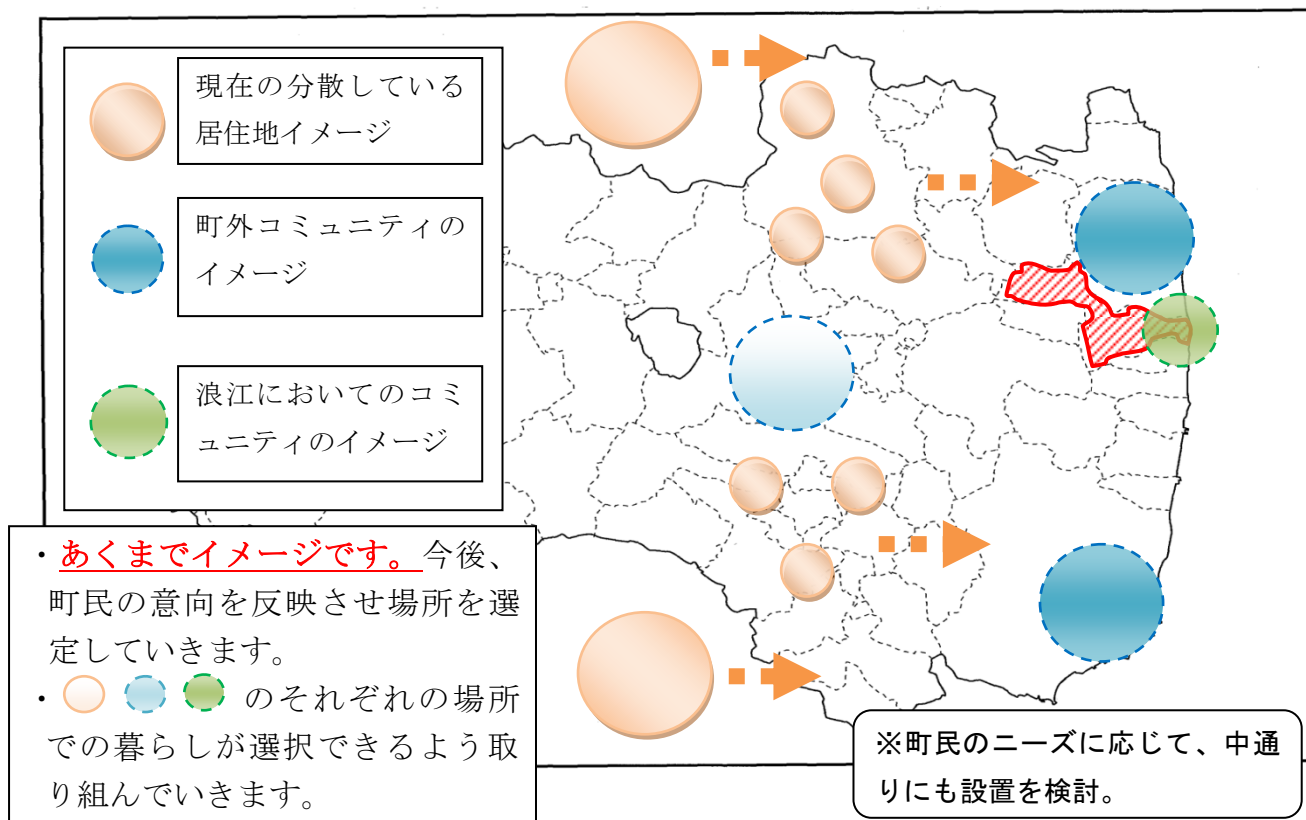 現在の分散している
居住地イメージ
町外コミュニティの
イメージ
浪江においてのコミ
ュニティのイメージ
・あくまでイメージです。今後、
町民の意向を反映させ場所を選
定していきます。
・ のそれぞれの場所
での暮らしが選択できるよう取
り組んでいきます。
※町民のニーズに応じて、中通
りにも設置を検討。